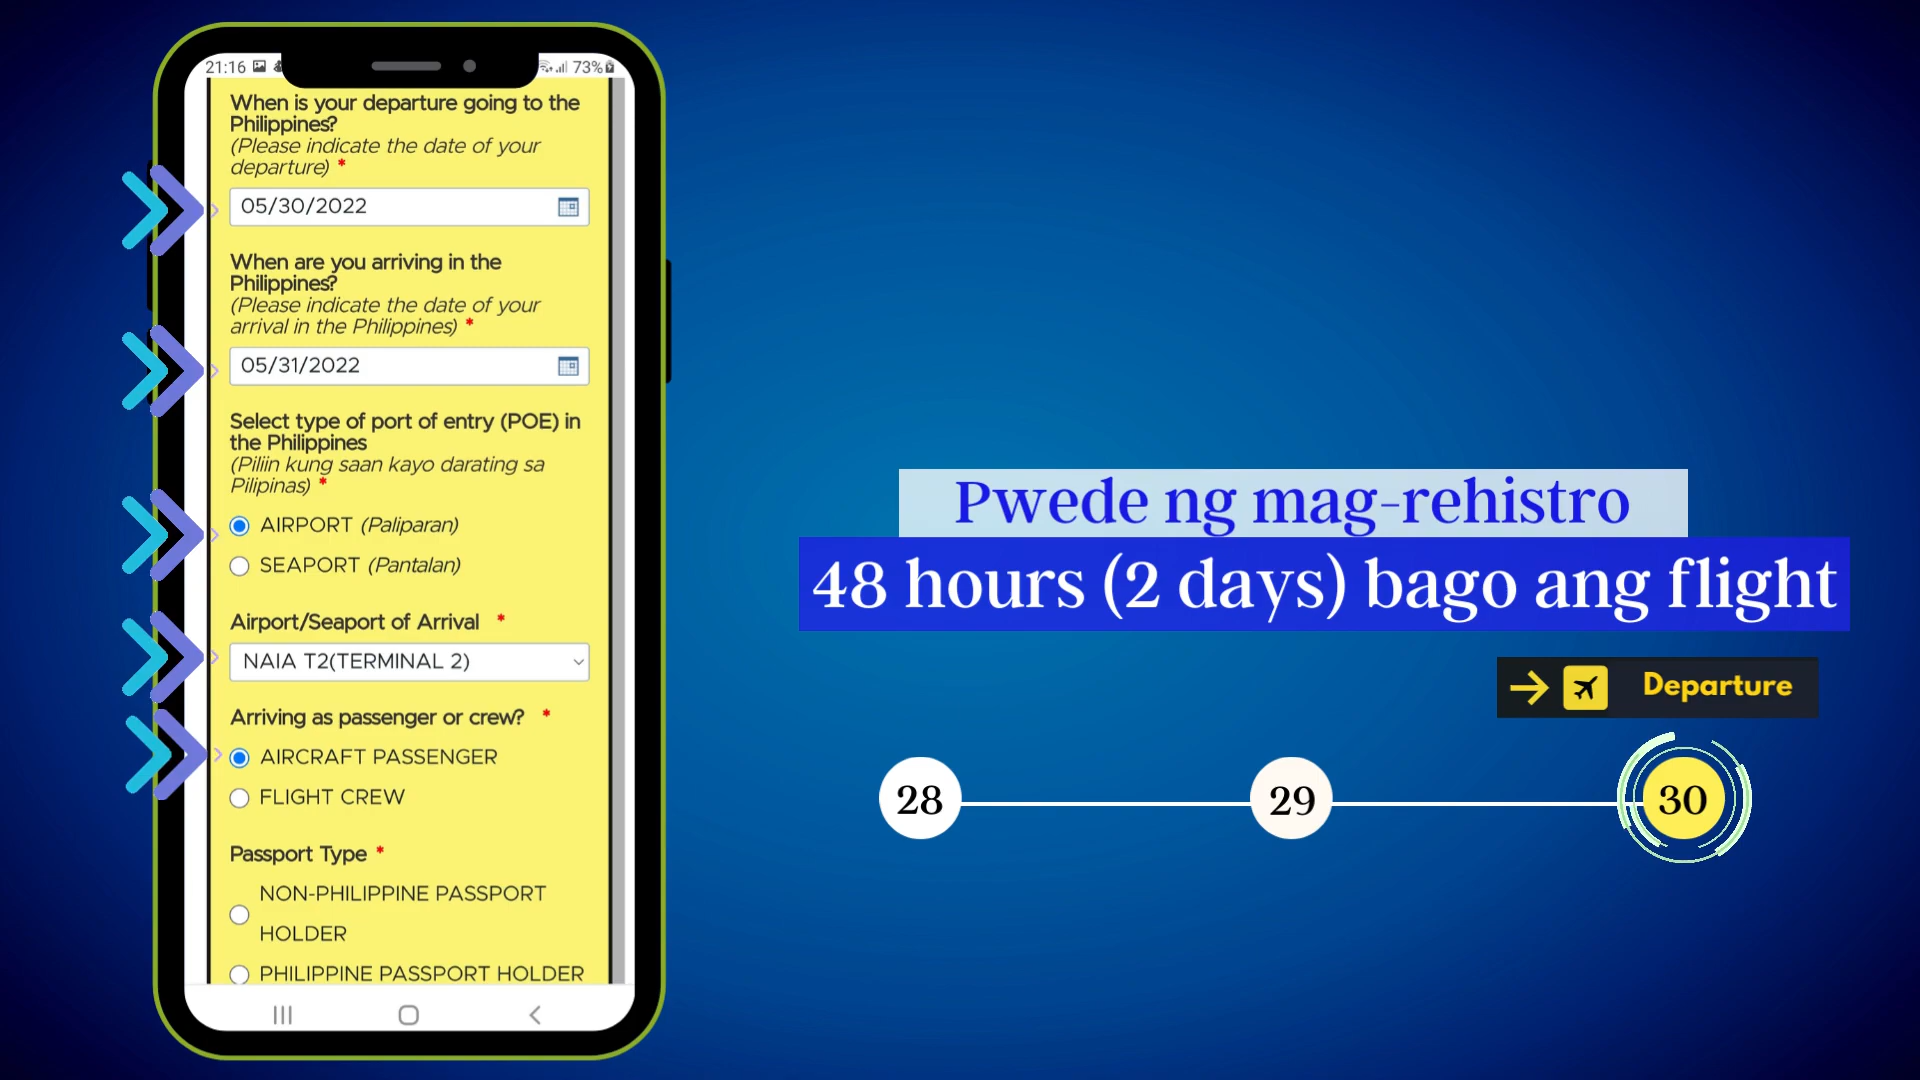 21:16
73%
When is your departure going to the
Philippines?
(Please indicate the date of your
departure) *
05/30/2022
When are you arriving in the
Philippines?
(Please indicate the date of your
arrival in the Philippines) *
05/31/2022
Select type of port of entry (POE) in
the Philippines
(Piliin kung saan kayo darating sa
Pilipinas) *
AIRPORT (Paliparan)
SEAPORT (Pantalan)
Airport/Seaport of Arrival *
NAIA T2(TERMINAL 2)
Arriving as passenger or crew? *
AIRCRAFT PASSENGER
FLIGHT CREW
Passport Type *
NON-PHILIPPINE PASSPORT
HOLDER
PHILIPPINE PASSPORT HOLDER
Pwede ng mag-rehistro
48 hours (2 days) bago ang flight
Departure
28
29
30